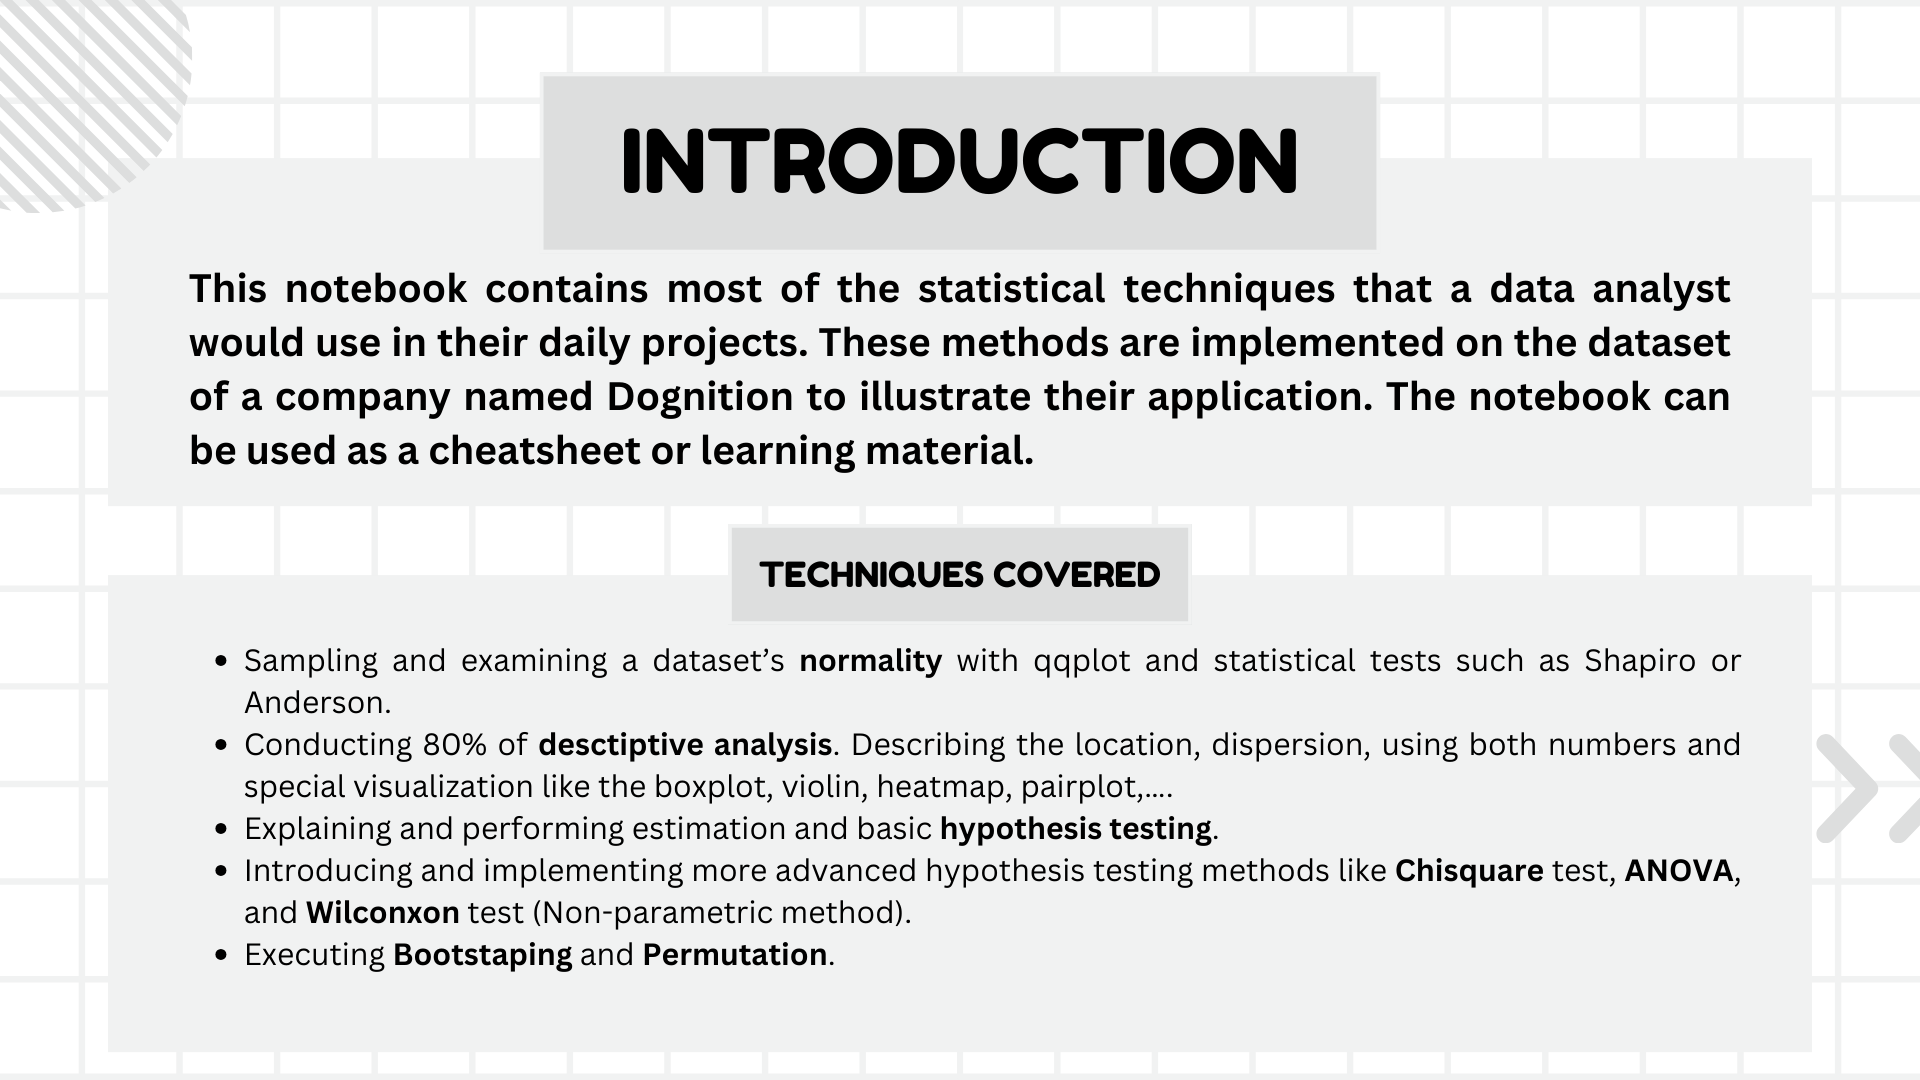 INTRODUCTION
This notebook contains most of the statistical techniques that a data analyst
would use in their daily projects. These methods are implemented on the dataset
of a company named Dognition to illustrate their application. The notebook can
be used as a cheatsheet or learning material.
TECHNIQUES COVERED
• Sampling and examining a dataset’s normality with qqplot and statistical tests such as Shapiro or
Anderson.
• Conducting 80% of desctiptive analysis. Describing the location, dispersion, using both numbers and
special visualization like the boxplot, violin, heatmap, pairplot,....
• Explaining and performing estimation and basic hypothesis testing.
• Introducing and implementing more advanced hypothesis testing methods like Chisquare test, ANOVA,
and Wilconxon test (Non-parametric method).
• Executing Bootstaping and Permutation.